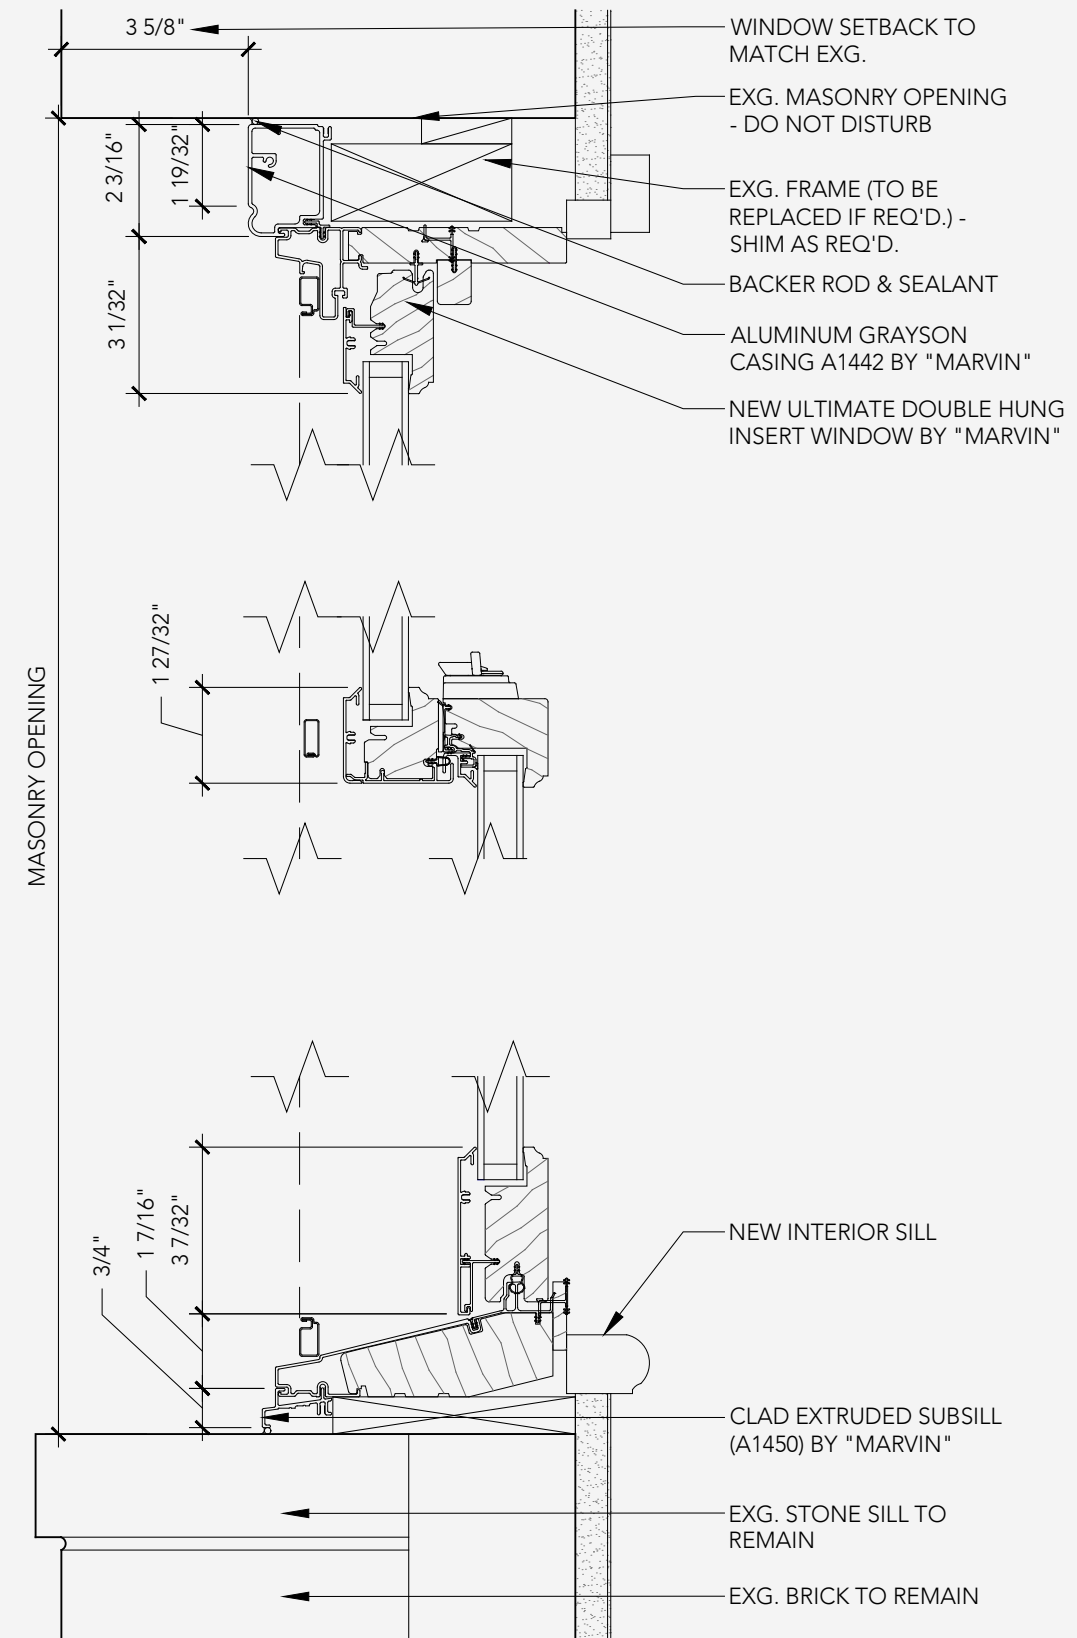 3 5/8"
WINDOW SETBACK TO
MATCH EXG.
EXG. MASONRY OPENING
- DO NOT DISTURB
2 3/16"
1 19/32"
EXG. FRAME (TO BE
REPLACED IF REQ'D.) -
SHIM AS REQ'D.
BACKER ROD & SEALANT
3 1/32"
ALUMINUM GRAYSON
CASING A1442 BY "MARVIN"
NEW ULTIMATE DOUBLE HUNG
INSERT WINDOW BY "MARVIN"
1 27/32"
MASONRY OPENING
3/4"
1 7/16"
3 7/32"
NEW INTERIOR SILL
CLAD EXTRUDED SUBSILL
(A1450) BY "MARVIN"
EXG. STONE SILL TO
REMAIN
EXG. BRICK TO REMAIN